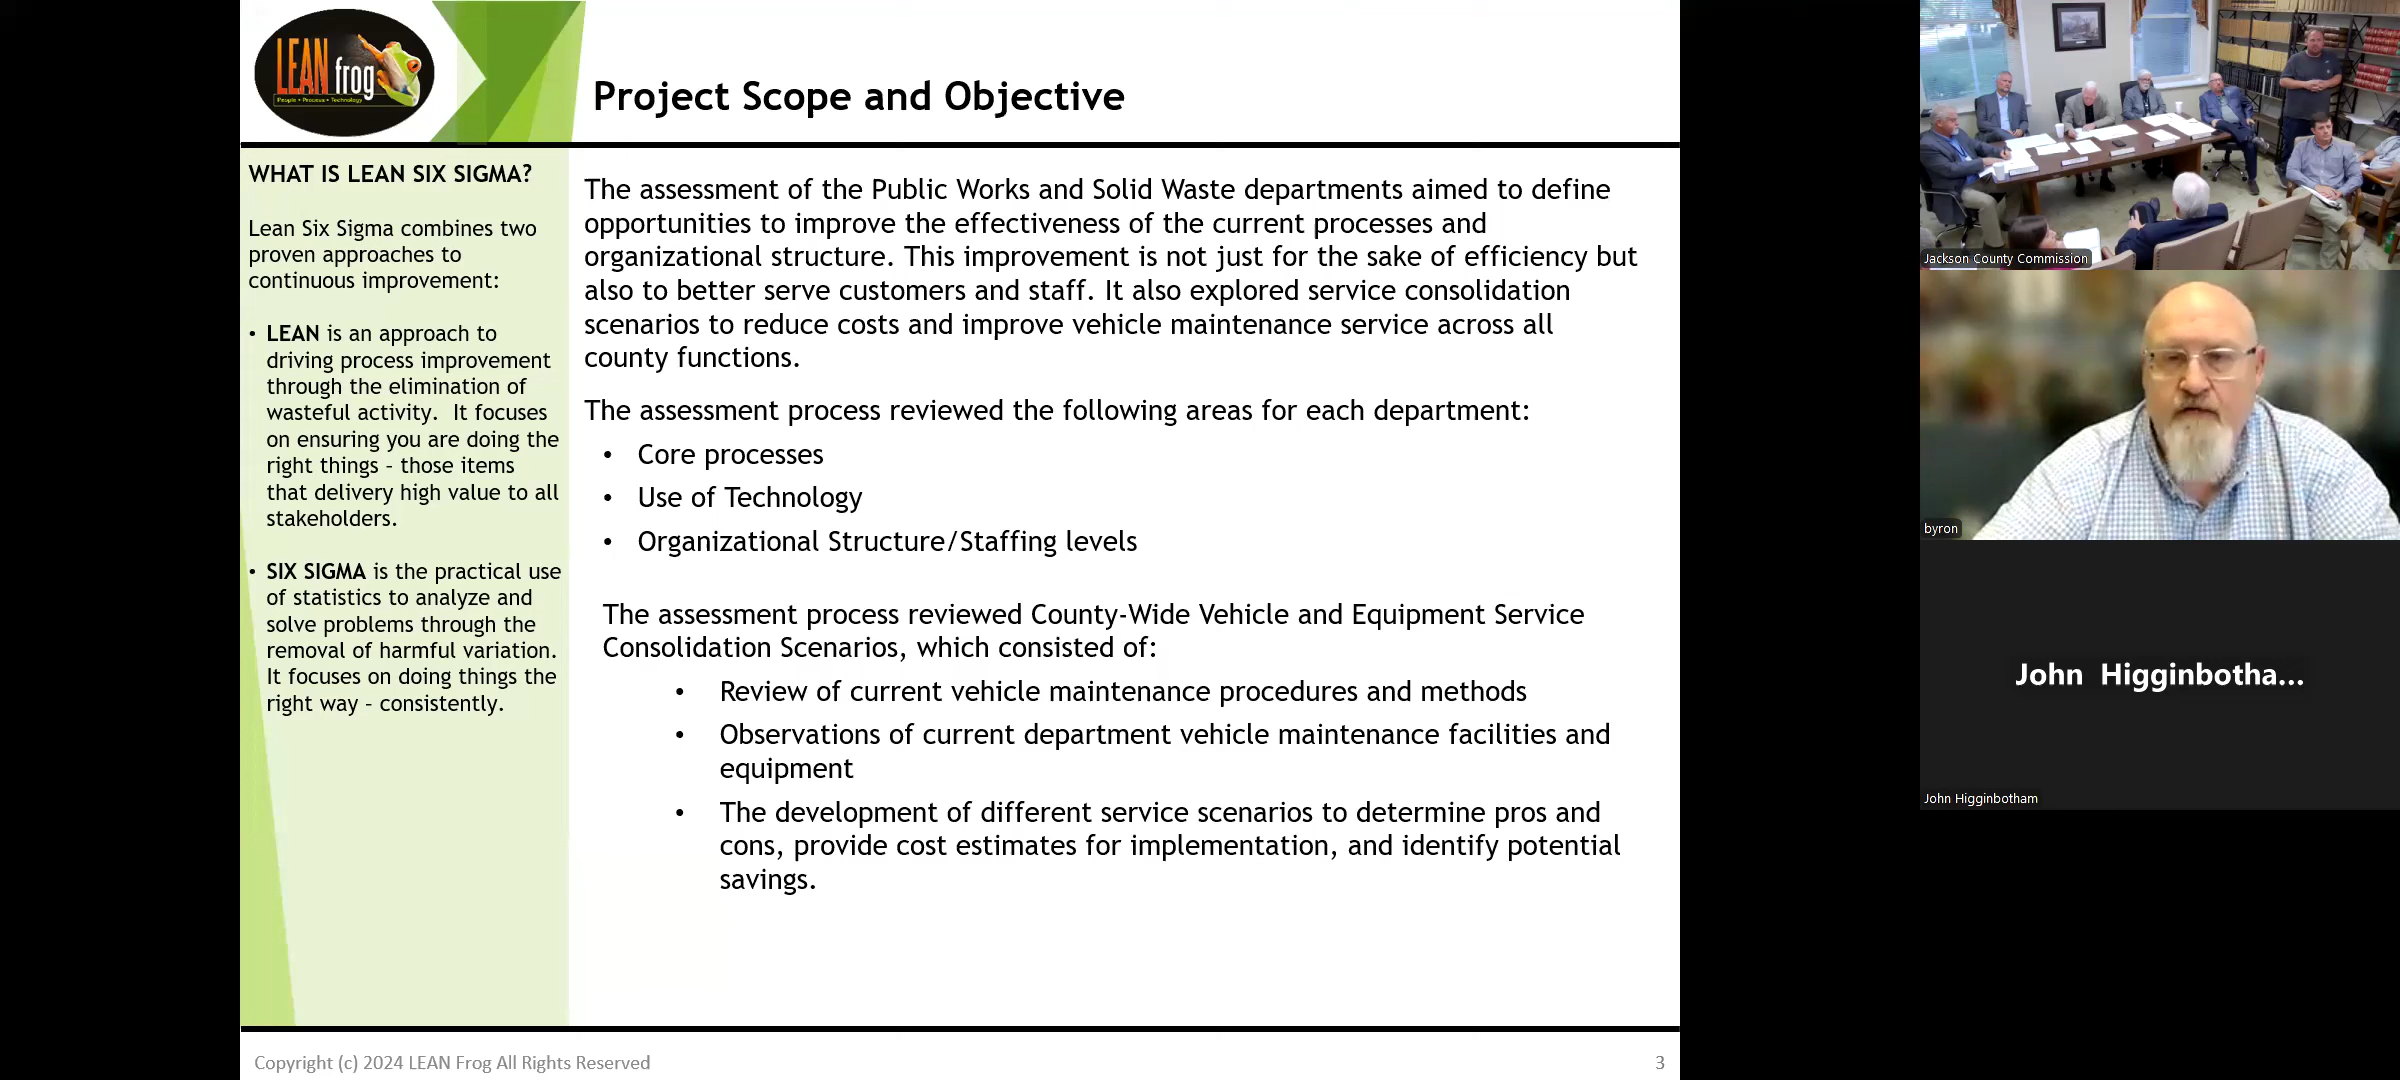 LEAN frog
People • Process • Technology
Project Scope and Objective
WHAT IS LEAN SIX SIGMA?
Lean Six Sigma combines two
proven approaches to
continuous improvement:
• LEAN is an approach to
driving process improvement
through the elimination of
wasteful activity.  It focuses
on ensuring you are doing the
right things – those items
that delivery high value to all
stakeholders.
• SIX SIGMA is the practical use
of statistics to analyze and
solve problems through the
removal of harmful variation.
It focuses on doing things the
right way – consistently.
The assessment of the Public Works and Solid Waste departments aimed to define
opportunities to improve the effectiveness of the current processes and
organizational structure. This improvement is not just for the sake of efficiency but
also to better serve customers and staff. It also explored service consolidation
scenarios to reduce costs and improve vehicle maintenance service across all
county functions.
The assessment process reviewed the following areas for each department:
• Core processes
• Use of Technology
• Organizational Structure/Staffing levels
The assessment process reviewed County-Wide Vehicle and Equipment Service
Consolidation Scenarios, which consisted of:
• Review of current vehicle maintenance procedures and methods
• Observations of current department vehicle maintenance facilities and
equipment
• The development of different service scenarios to determine pros and
cons, provide cost estimates for implementation, and identify potential
savings.
Copyright (c) 2024 LEAN Frog All Rights Reserved
3
Jackson County Commission
byron
John  Higginbotha...
John Higginbotham